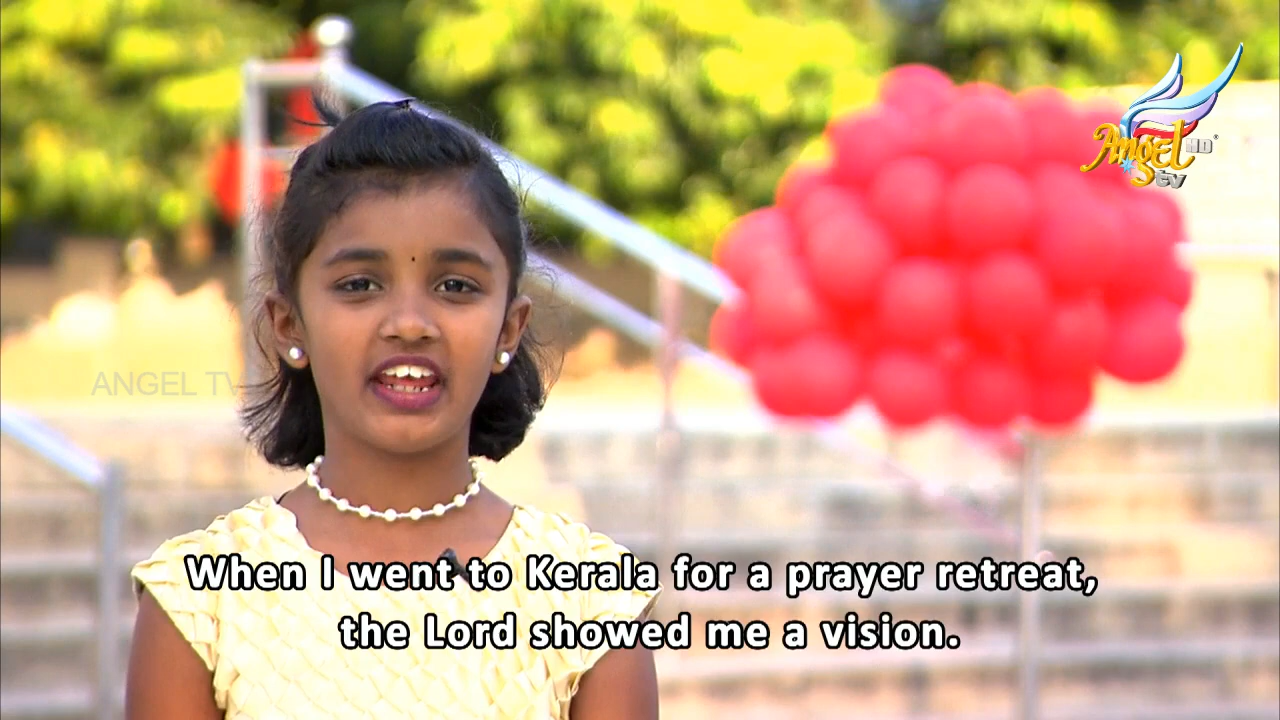 Angel HD
TV
ANGEL TV
When I went to Kerala for a prayer retreat,
the Lord showed me a vision.